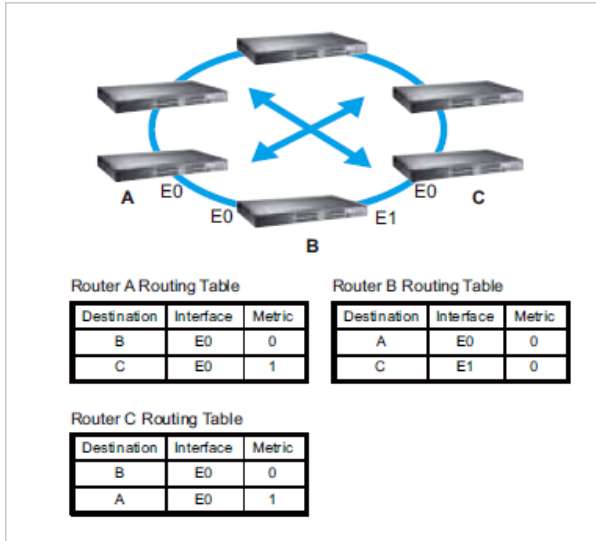 A E0
E0
B
E1
E0 C
Router A Routing Table
Destination Interface Metric
B E0 0
C E0 1
Router B Routing Table
Destination Interface Metric
A E0 0
C E1 0
Router C Routing Table
Destination Interface Metric
B E0 0
A E0 1